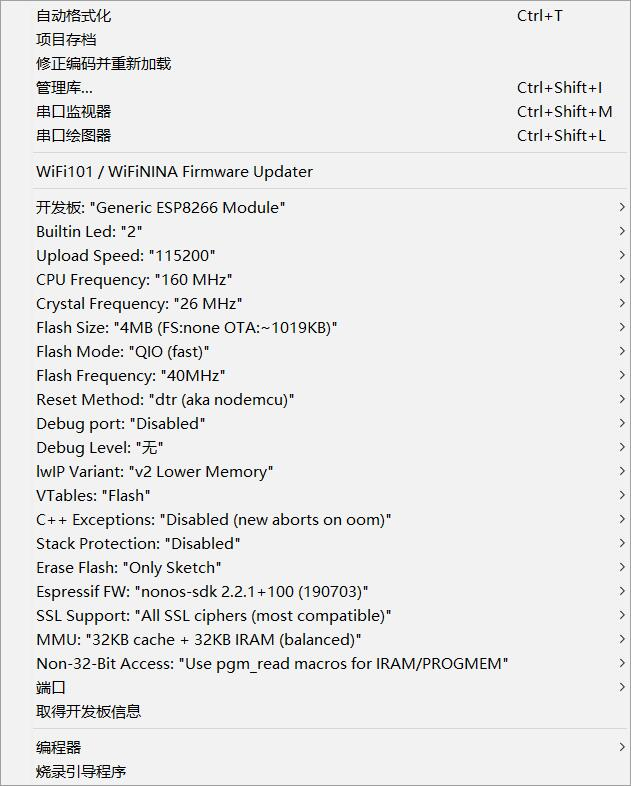 自动格式化 Ctrl+T
项目存档
修正编码并重新加载
管理库... Ctrl+Shift+I
串口监视器 Ctrl+Shift+M
串口绘图器 Ctrl+Shift+L
WiFi101 / WiFiNINA Firmware Updater
开发板: "Generic ESP8266 Module"
Builtin Led: "2"
Upload Speed: "115200"
CPU Frequency: "160 MHz"
Crystal Frequency: "26 MHz"
Flash Size: "4MB (FS:none OTA:~1019KB)"
Flash Mode: "QIO (fast)"
Flash Frequency: "40MHz"
Reset Method: "dtr (aka nodemcu)"
Debug port: "Disabled"
Debug Level: "无"
lwIP Variant: "v2 Lower Memory"
VTables: "Flash"
C++ Exceptions: "Disabled (new aborts on oom)"
Stack Protection: "Disabled"
Erase Flash: "Only Sketch"
Espressif FW: "nonos-sdk 2.2.1+100 (190703)"
SSL Support: "All SSL ciphers (most compatible)"
MMU: "32KB cache + 32KB IRAM (balanced)"
Non-32-Bit Access: "Use pgm_read macros for IRAM/PROGMEM"
端口
取得开发板信息
编程器
烧录引导程序